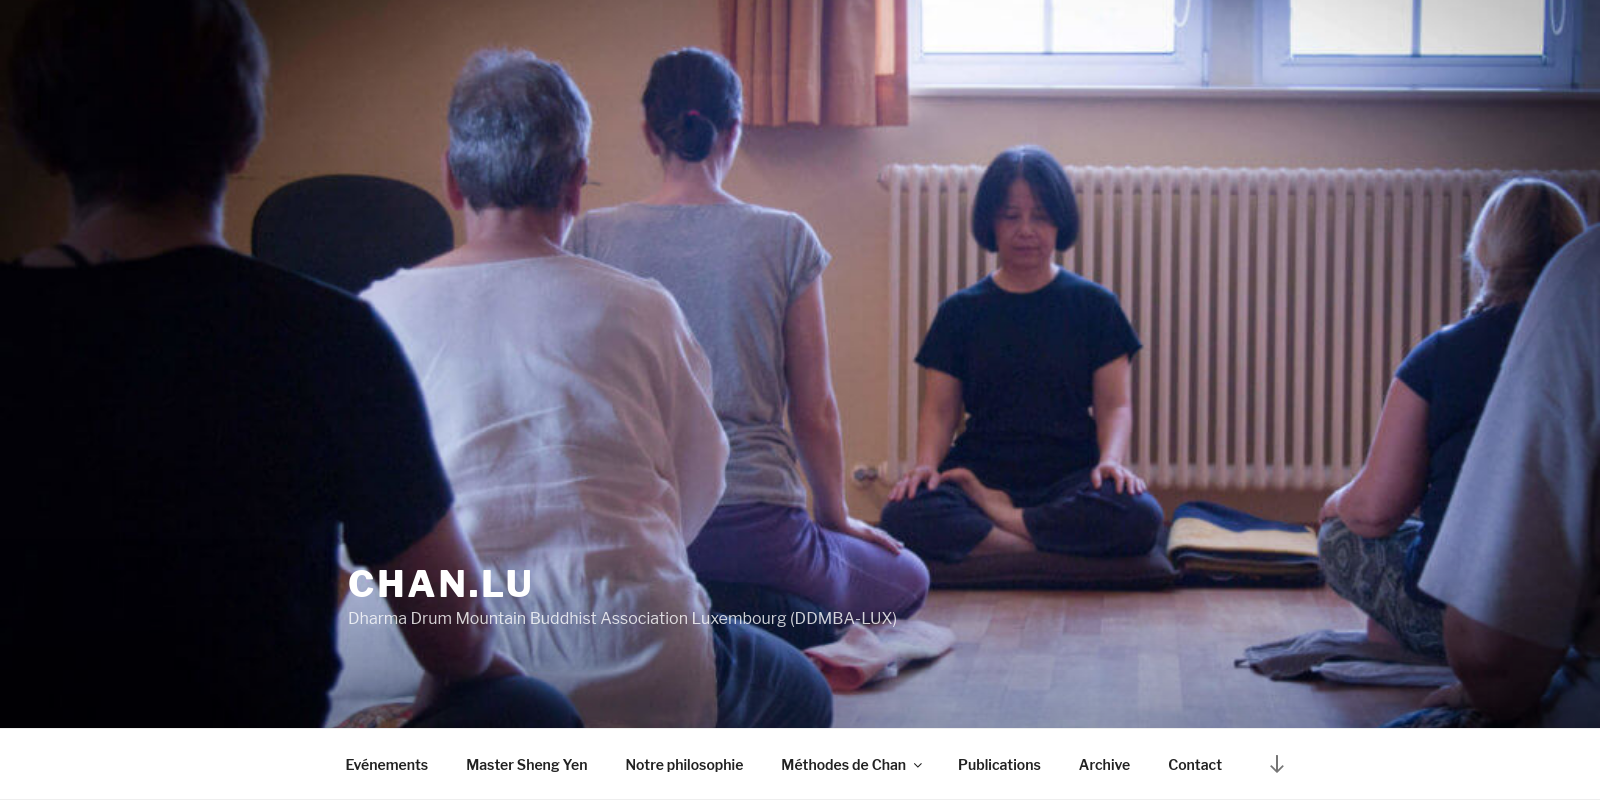 CHAN.LU
Dharma Drum Mountain Buddhist Association Luxembourg (DDMBA-LUX)
Evénements Master Sheng Yen Notre philosophie Méthodes de Chan Publications Archive Contact